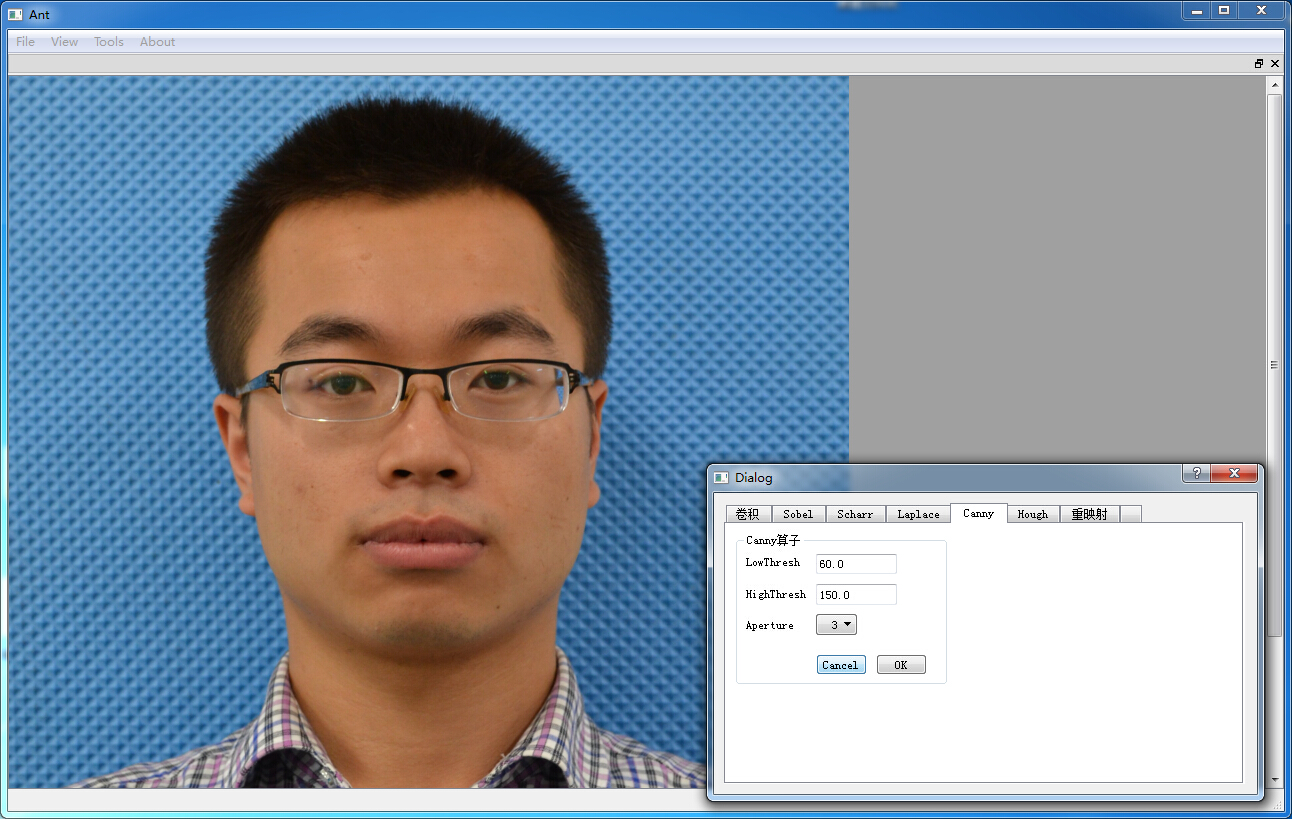 Ant
File View Tools About
Dialog
卷积 Sobel Scharr Laplace Canny Hough 重映射
Canny算子
LowThresh 60.0
HighThresh 150.0
Aperture 3
Cancel OK